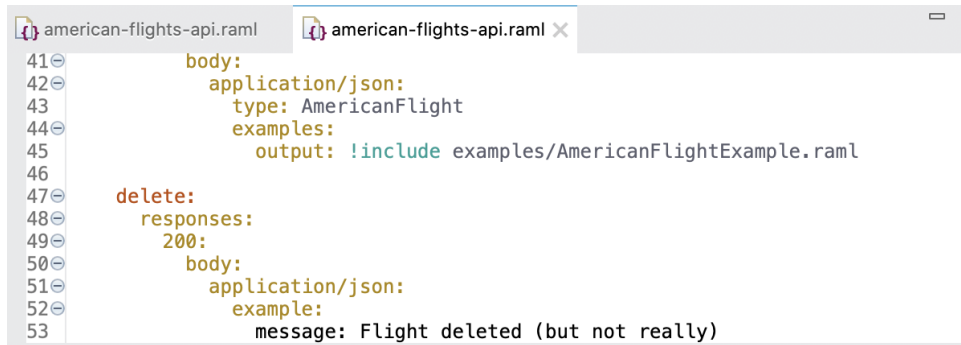 american-flights-api.raml american-flights-api.raml
41 body:
42 application/json:
43 type: AmericanFlight
44 examples:
45 output: !include examples/AmericanFlightExample.raml
46
47 delete:
48 responses:
49 200:
50 body:
51 application/json:
52 example:
53 message: Flight deleted (but not really)